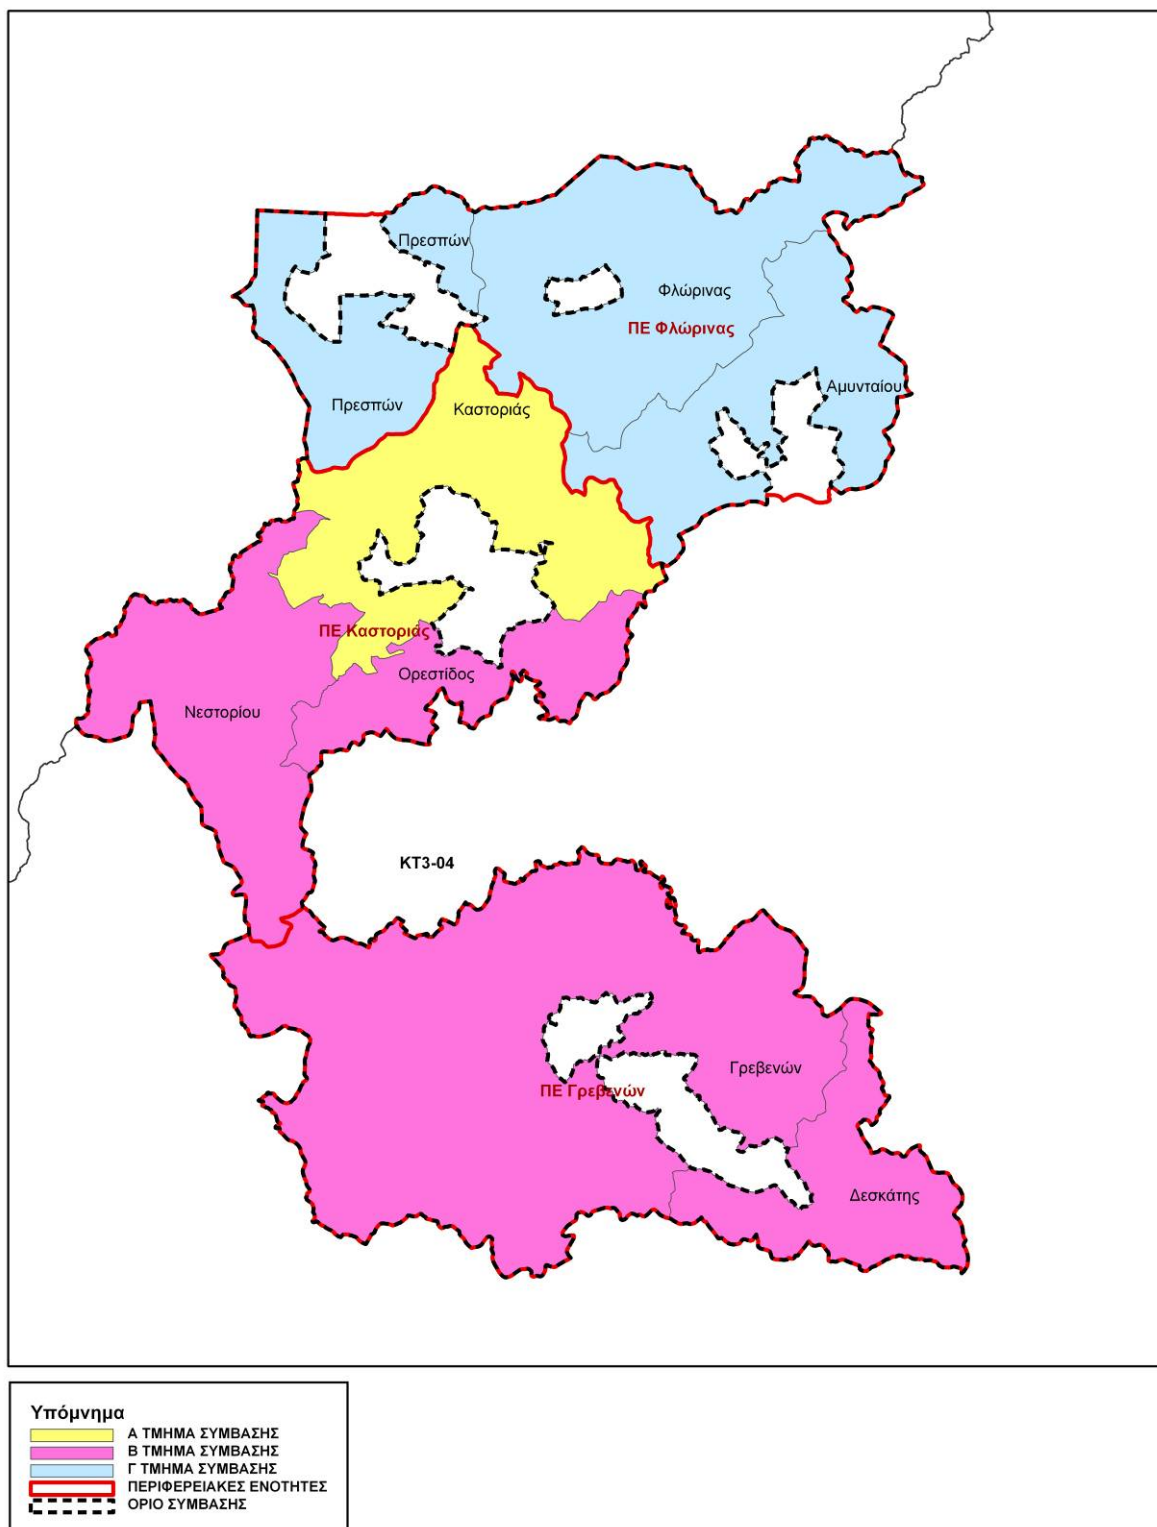 Πρεσπών
Φλώρινας
ΠΕ Φλώρινας
Αμυνταίου
Πρεσπών
Καστοριάς
ΠΕ Καστοριάς
Ορεστίδος
Νεστορίου
ΚΤ3-04
Γρεβενών
ΠΕ Γρεβενών
Δεσκάτης
Υπόμνημα
Α ΤΜΗΜΑ ΣΥΜΒΑΣΗΣ
Β ΤΜΗΜΑ ΣΥΜΒΑΣΗΣ
Γ ΤΜΗΜΑ ΣΥΜΒΑΣΗΣ
ΠΕΡΙΦΕΡΕΙΑΚΕΣ ΕΝΟΤΗΤΕΣ
ΟΡΙΟ ΣΥΜΒΑΣΗΣ